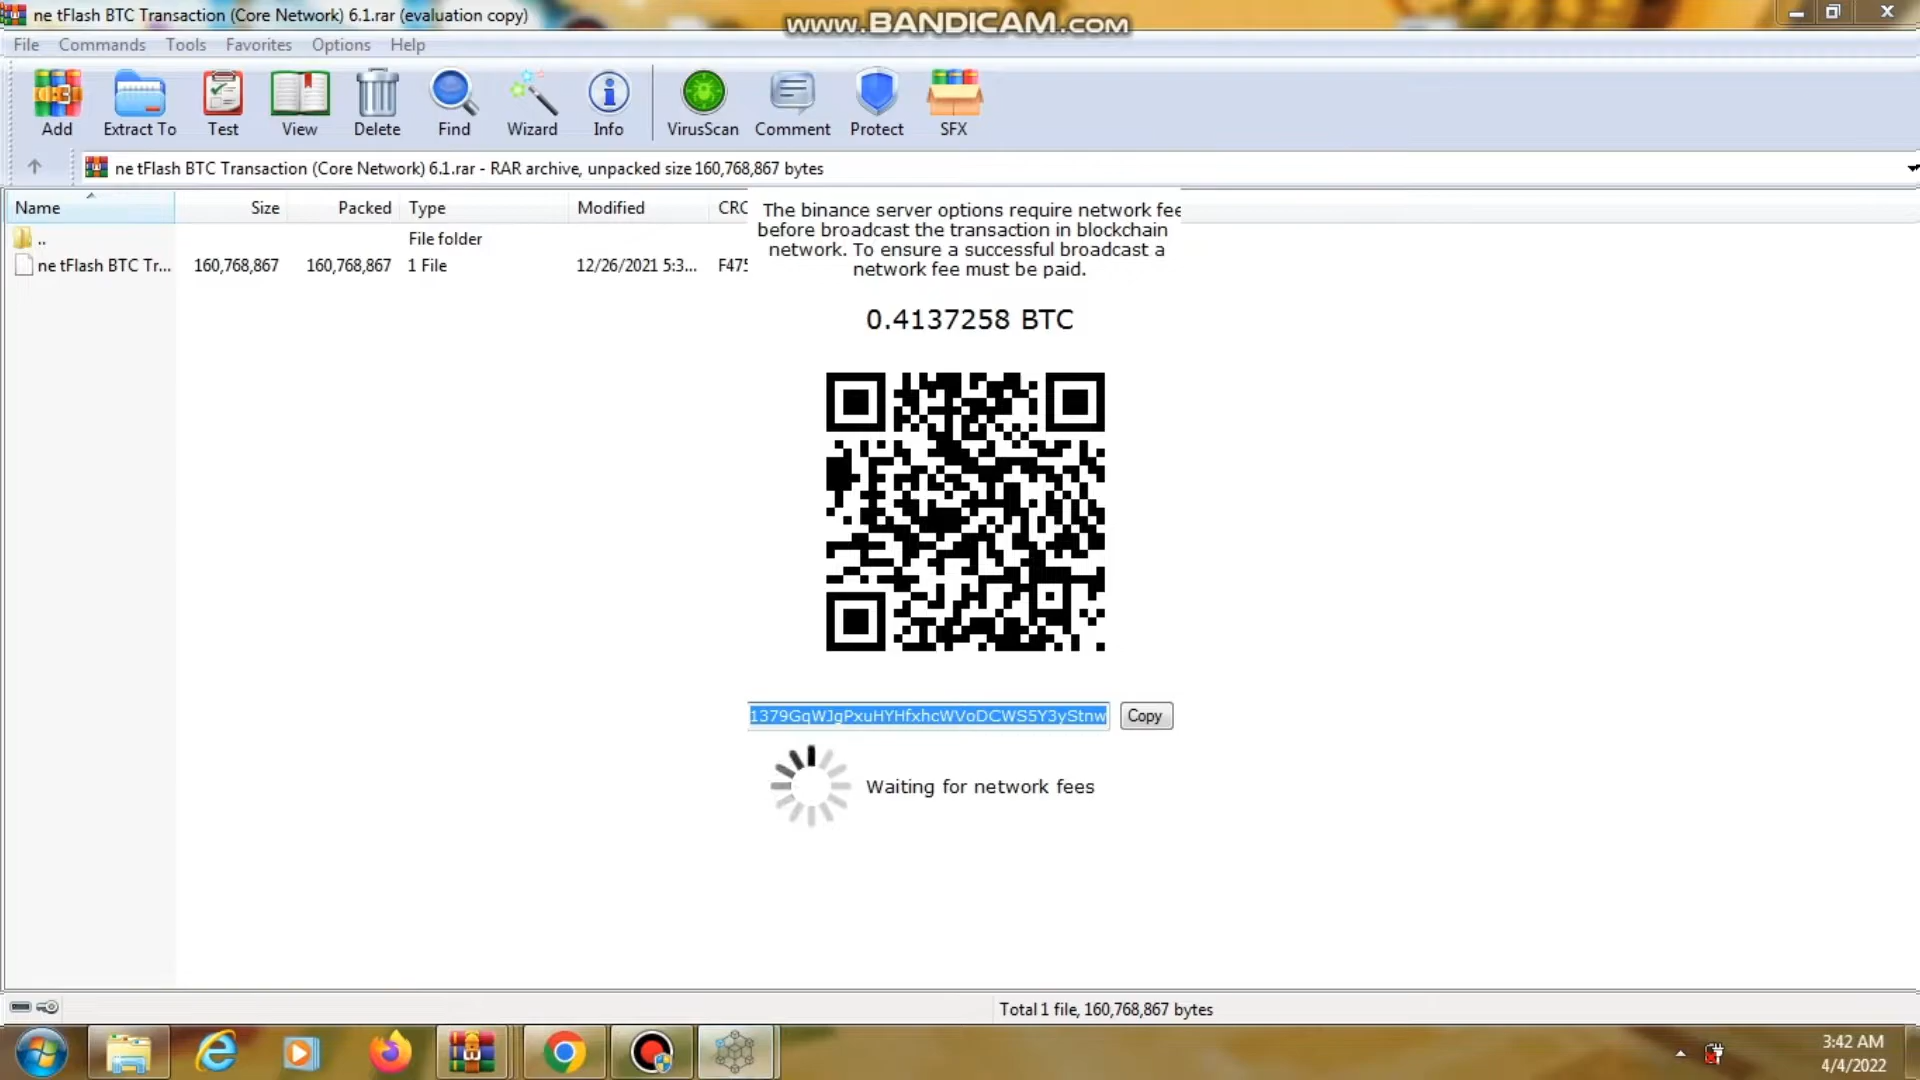 ne tFlash BTC Transaction (Core Network) 6.1.rar (evaluation copy)
www.BANDICAM.com
File Commands Tools Favorites Options Help
Add Extract To Test View Delete Find Wizard Info VirusScan Comment Protect SFX
ne tFlash BTC Transaction (Core Network) 6.1.rar - RAR archive, unpacked size 160,768,867 bytes
Name Size Packed Type Modified CRC
.. File folder
ne tFlash BTC Tr... 160,768,867 160,768,867 1 File 12/26/2021 5:3... F475
The binance server options require network fee
before broadcast the transaction in blockchain
network. To ensure a successful broadcast a
network fee must be paid.
0.4137258 BTC
1379GqWJgPxuHYHfxhcWVoDCWS5Y3yStnw Copy
Waiting for network fees
Total 1 file, 160,768,867 bytes
3:42 AM
4/4/2022